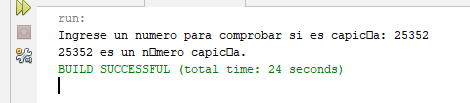 run:
Ingrese un numero para comprobar si es capic□a: 25352
25352 es un n□mero capic□a.
BUILD SUCCESSFUL (total time: 24 seconds)